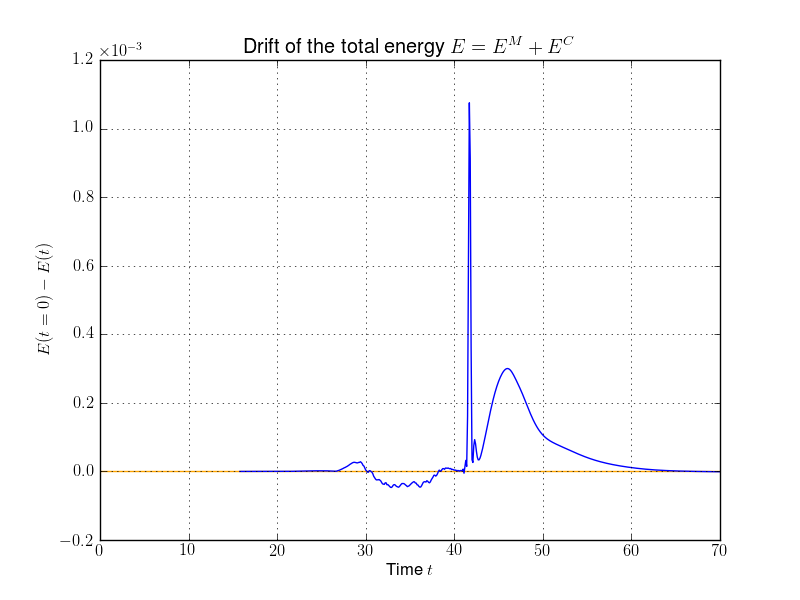 Drift of the total energy E = E^M + E^C
×10^−3
1.2
1.0
0.8
0.6
0.4
0.2
0.0
−0.2
E(t = 0) − E(t)
0 10 20 30 40 50 60 70
Time t